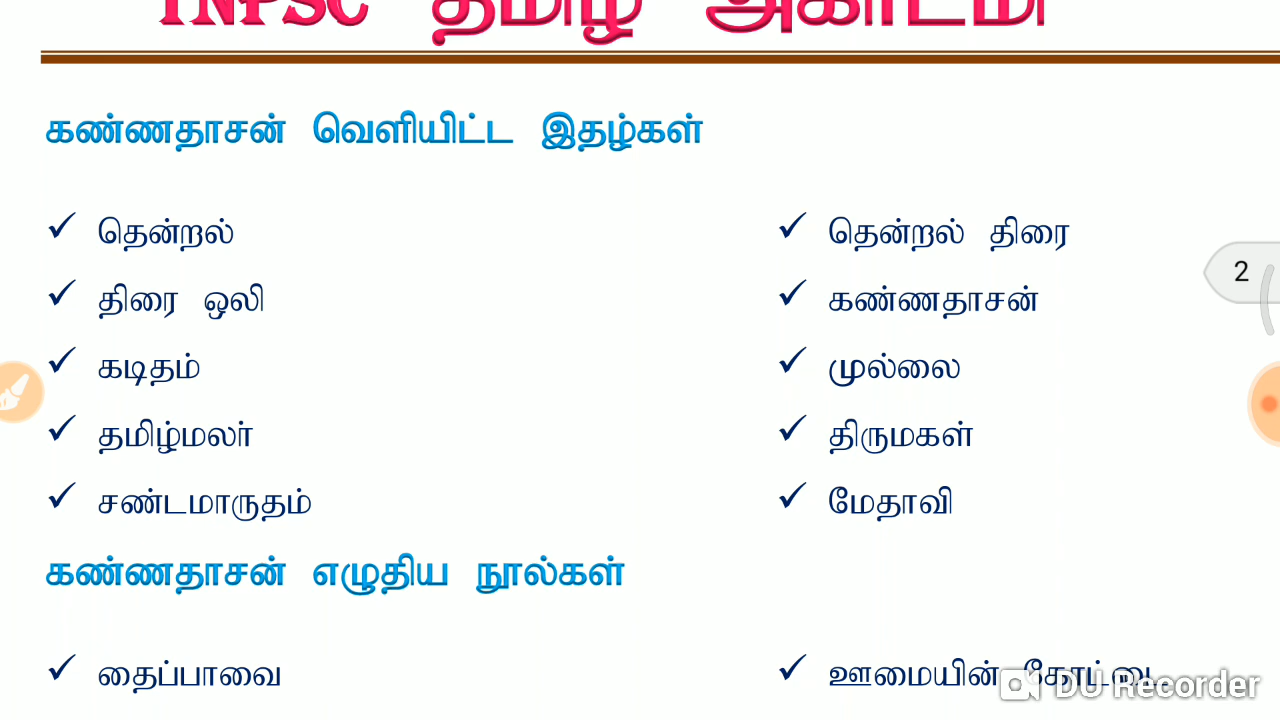 TNPSC தமிழ் அகாடமி
கண்ணதாசன் வெளியிட்ட இதழ்கள்
தென்றல் தென்றல் திரை
திரை ஒலி கண்ணதாசன்
2
கடிதம் முல்லை
தமிழ்மலர் திருமகள்
சண்டமாருதம் மேதாவி
கண்ணதாசன் எழுதிய நூல்கள்
தைப்பாவை ஊமையின் கோட்டை
DU Recorder